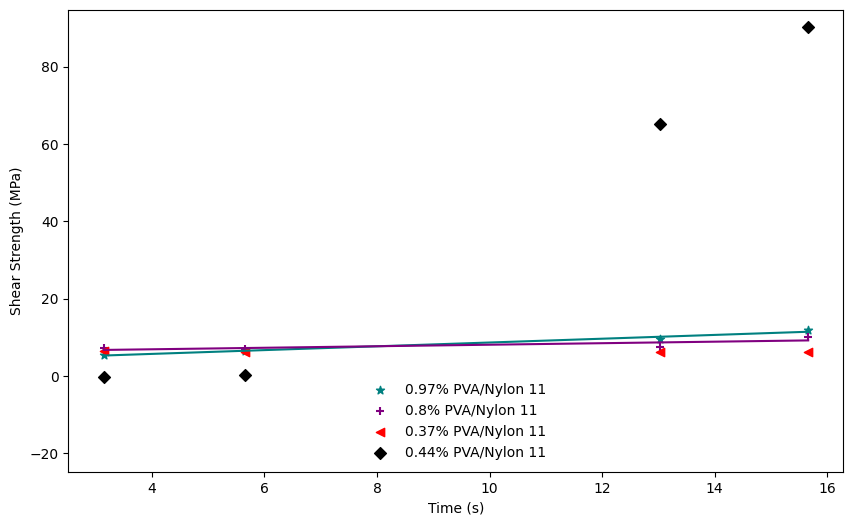 Shear Strength (MPa)
80
60
40
20
0
−20
0.97% PVA/Nylon 11
0.8% PVA/Nylon 11
0.37% PVA/Nylon 11
0.44% PVA/Nylon 11
4 6 8 10 12 14 16
Time (s)